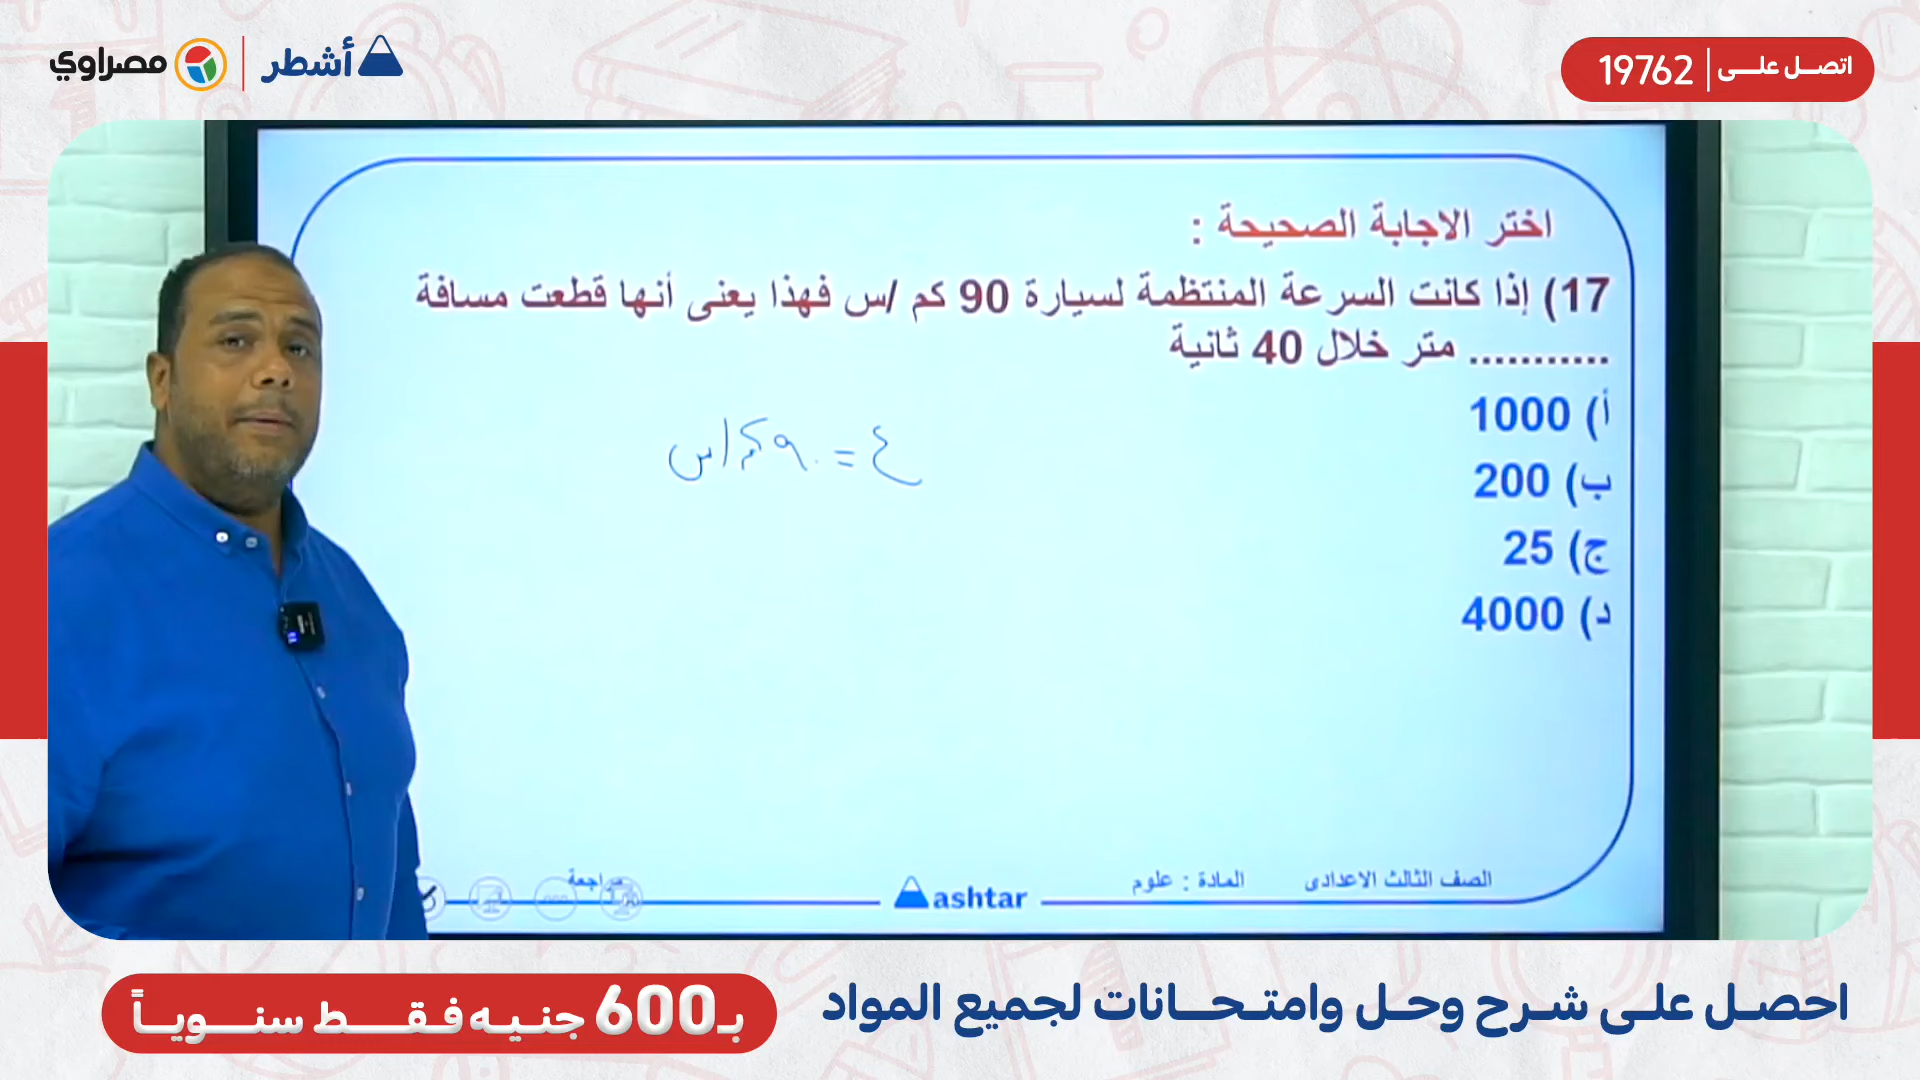 مصراوي
أشطر
اتصل على 19762
اختر الاجابة الصحيحة :
17) إذا كانت السرعة المنتظمة لسيارة 90 كم /س فهذا يعنى أنها قطعت مسافة
........... متر خلال 40 ثانية
أ) 1000
ب) 200
ج) 25
د) 4000
ع = ٩٠ كم/س
الصف الثالث الاعدادى
المادة : علوم
ashtar
مراجعة
احصل على شرح وحل وامتحانات لجميع المواد
بـ600 جنيه فقط سنوياً